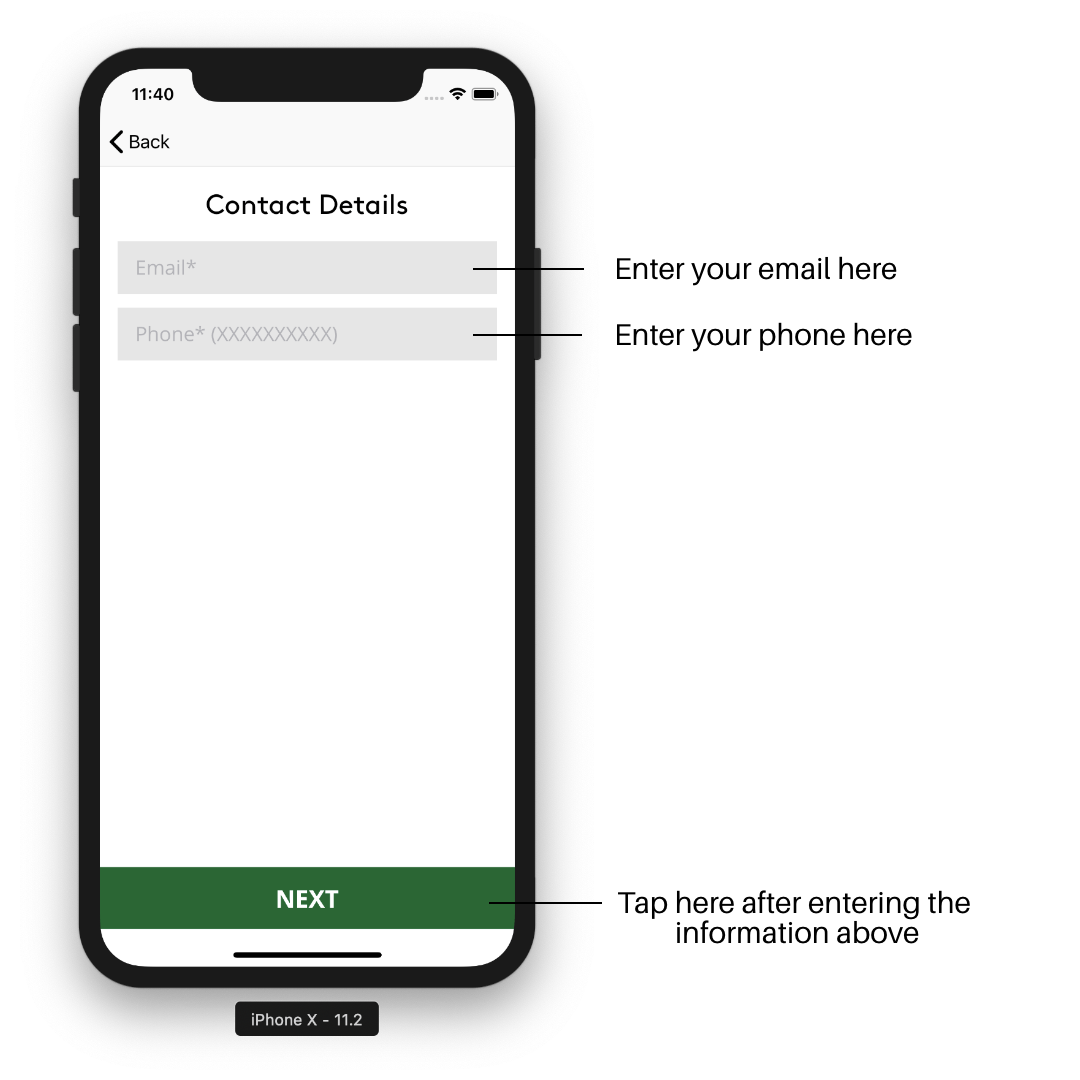 11:40
Back
Contact Details
Email*
Enter your email here
Phone* (XXXXXXXXXX)
Enter your phone here
NEXT
Tap here after entering the
information above
iPhone X - 11.2